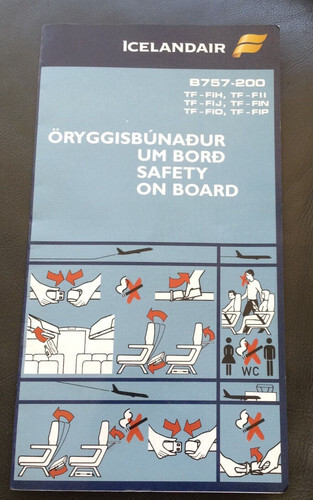 ICELANDAIR
B757-200
TF-FIH, TF-FII
TF-FIJ, TF-FIN
TF-FIO, TF-FIP
ÖRYGGISBÚNAÐUR
UM BORÐ
SAFETY
ON BOARD
WC